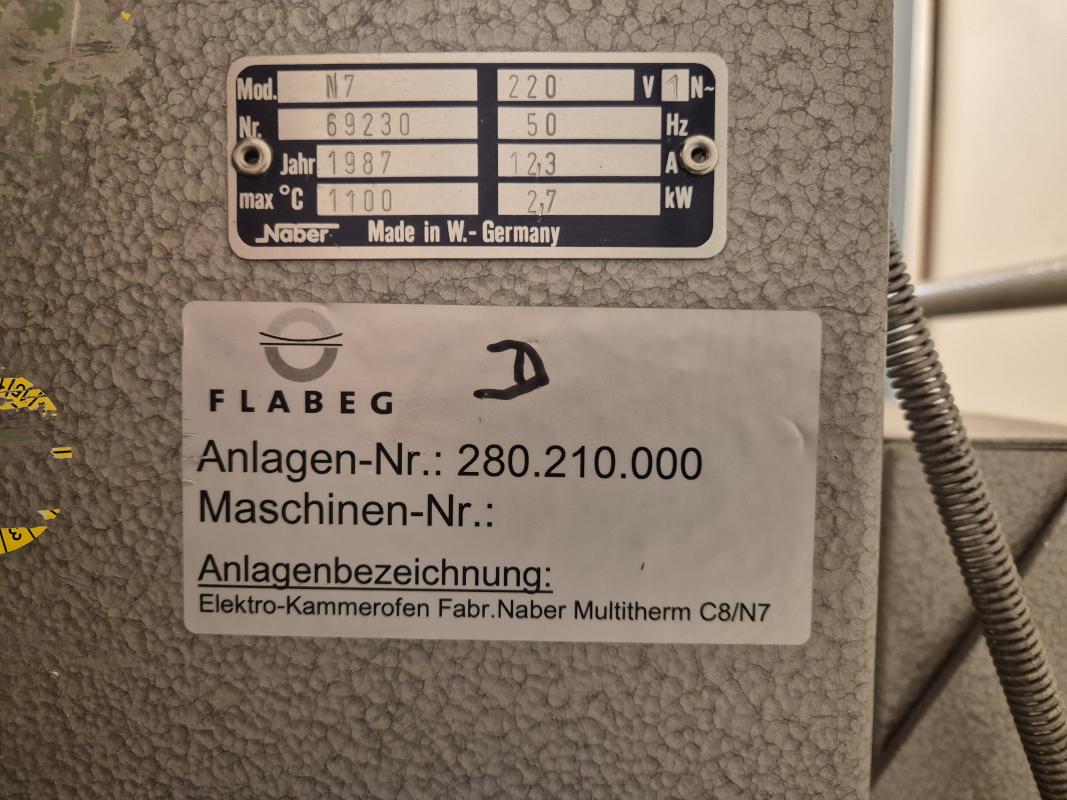 Mod. N7 220 V 1 N~
Nr. 69230 50 Hz
Jahr 1987 12,3 A
max °C 1100 2,7 kW
Naber Made in W.- Germany
FLABEG
D
Anlagen-Nr.: 280.210.000
Maschinen-Nr.:
Anlagenbezeichnung:
Elektro-Kammerofen Fabr.Naber Multitherm C8/N7
3